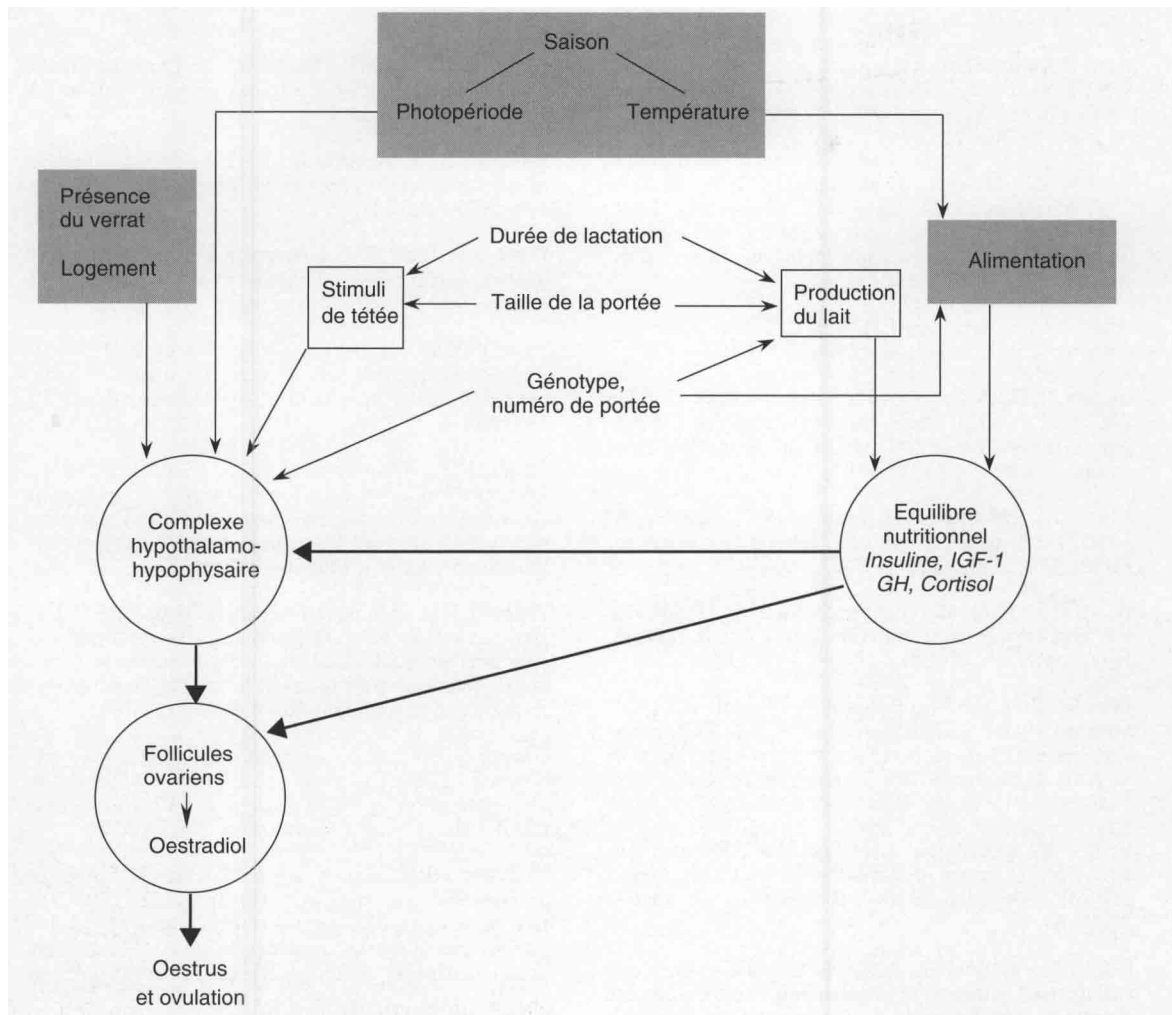 Saison
Photopériode
Température
Présence
du verrat
Logement
Durée de lactation
Alimentation
Stimuli
de tétée
Taille de la portée
Production
du lait
Génotype,
numéro de portée
Complexe
hypothalamo-
hypophysaire
Equilibre
nutritionnel
Insuline, IGF-1
GH, Cortisol
Follicules
ovariens
Oestradiol
Oestrus
et ovulation